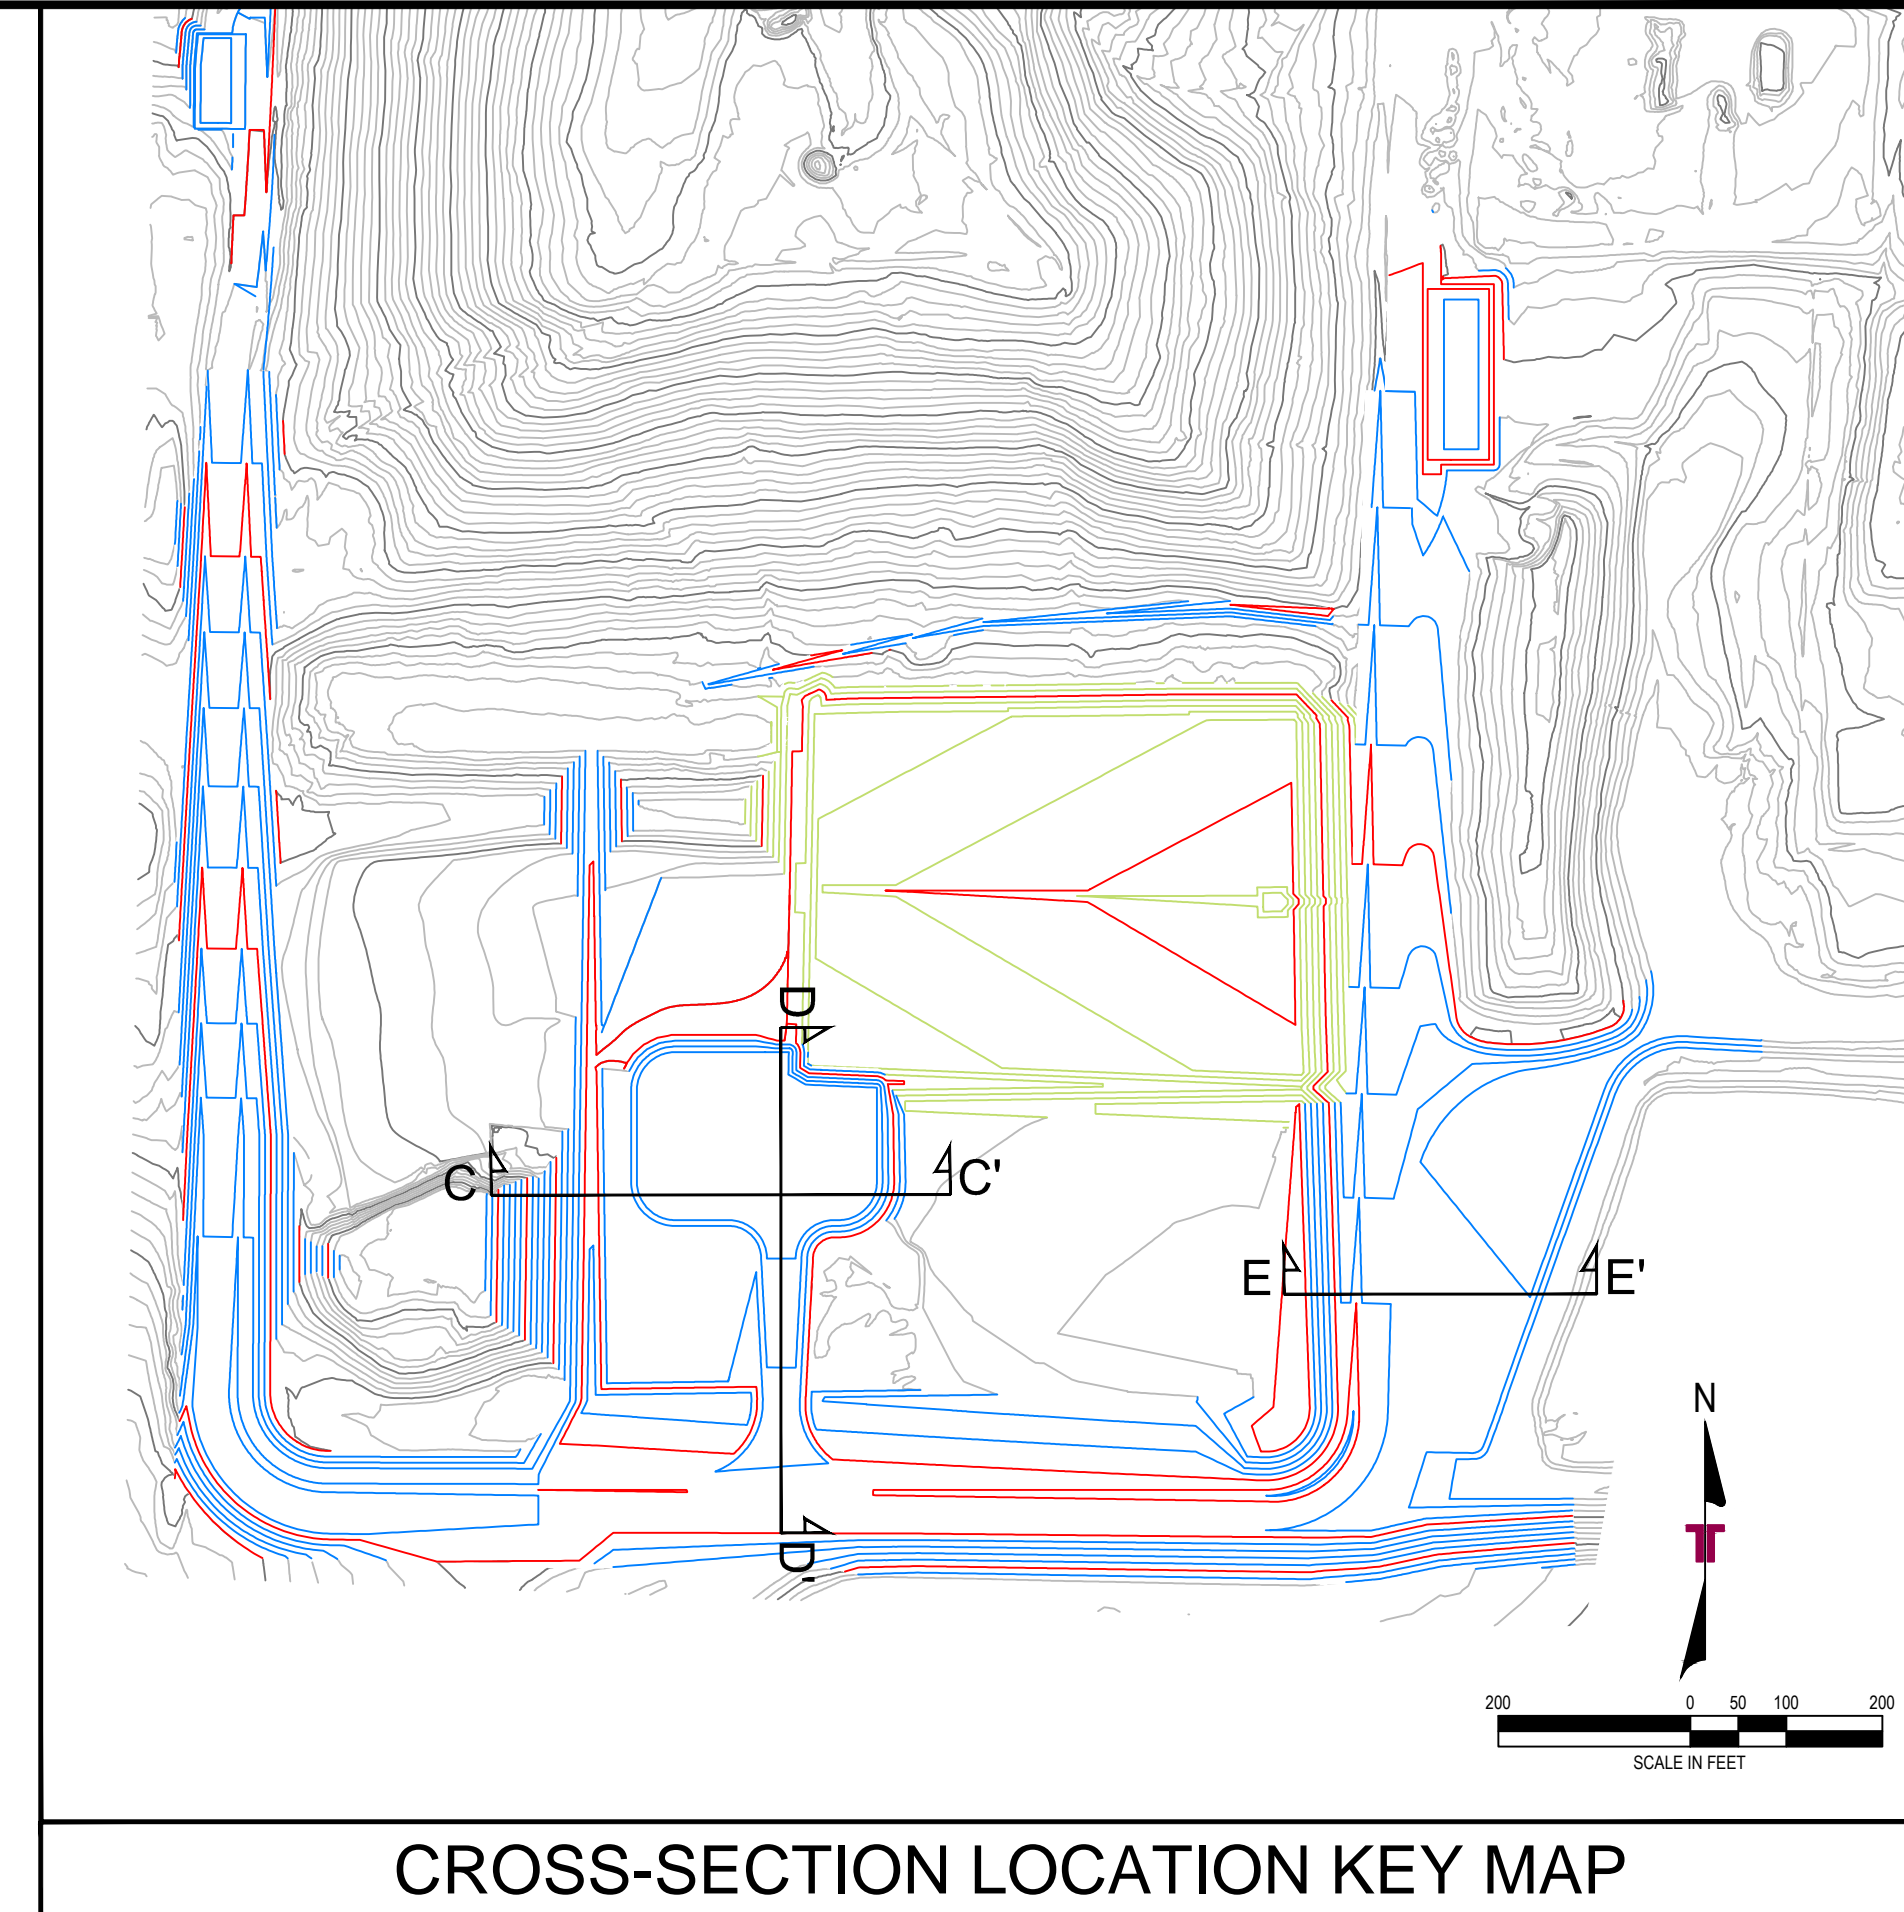 D
C
C'
E
E'
D'
N
200 0 50 100 200
SCALE IN FEET
CROSS-SECTION LOCATION KEY MAP